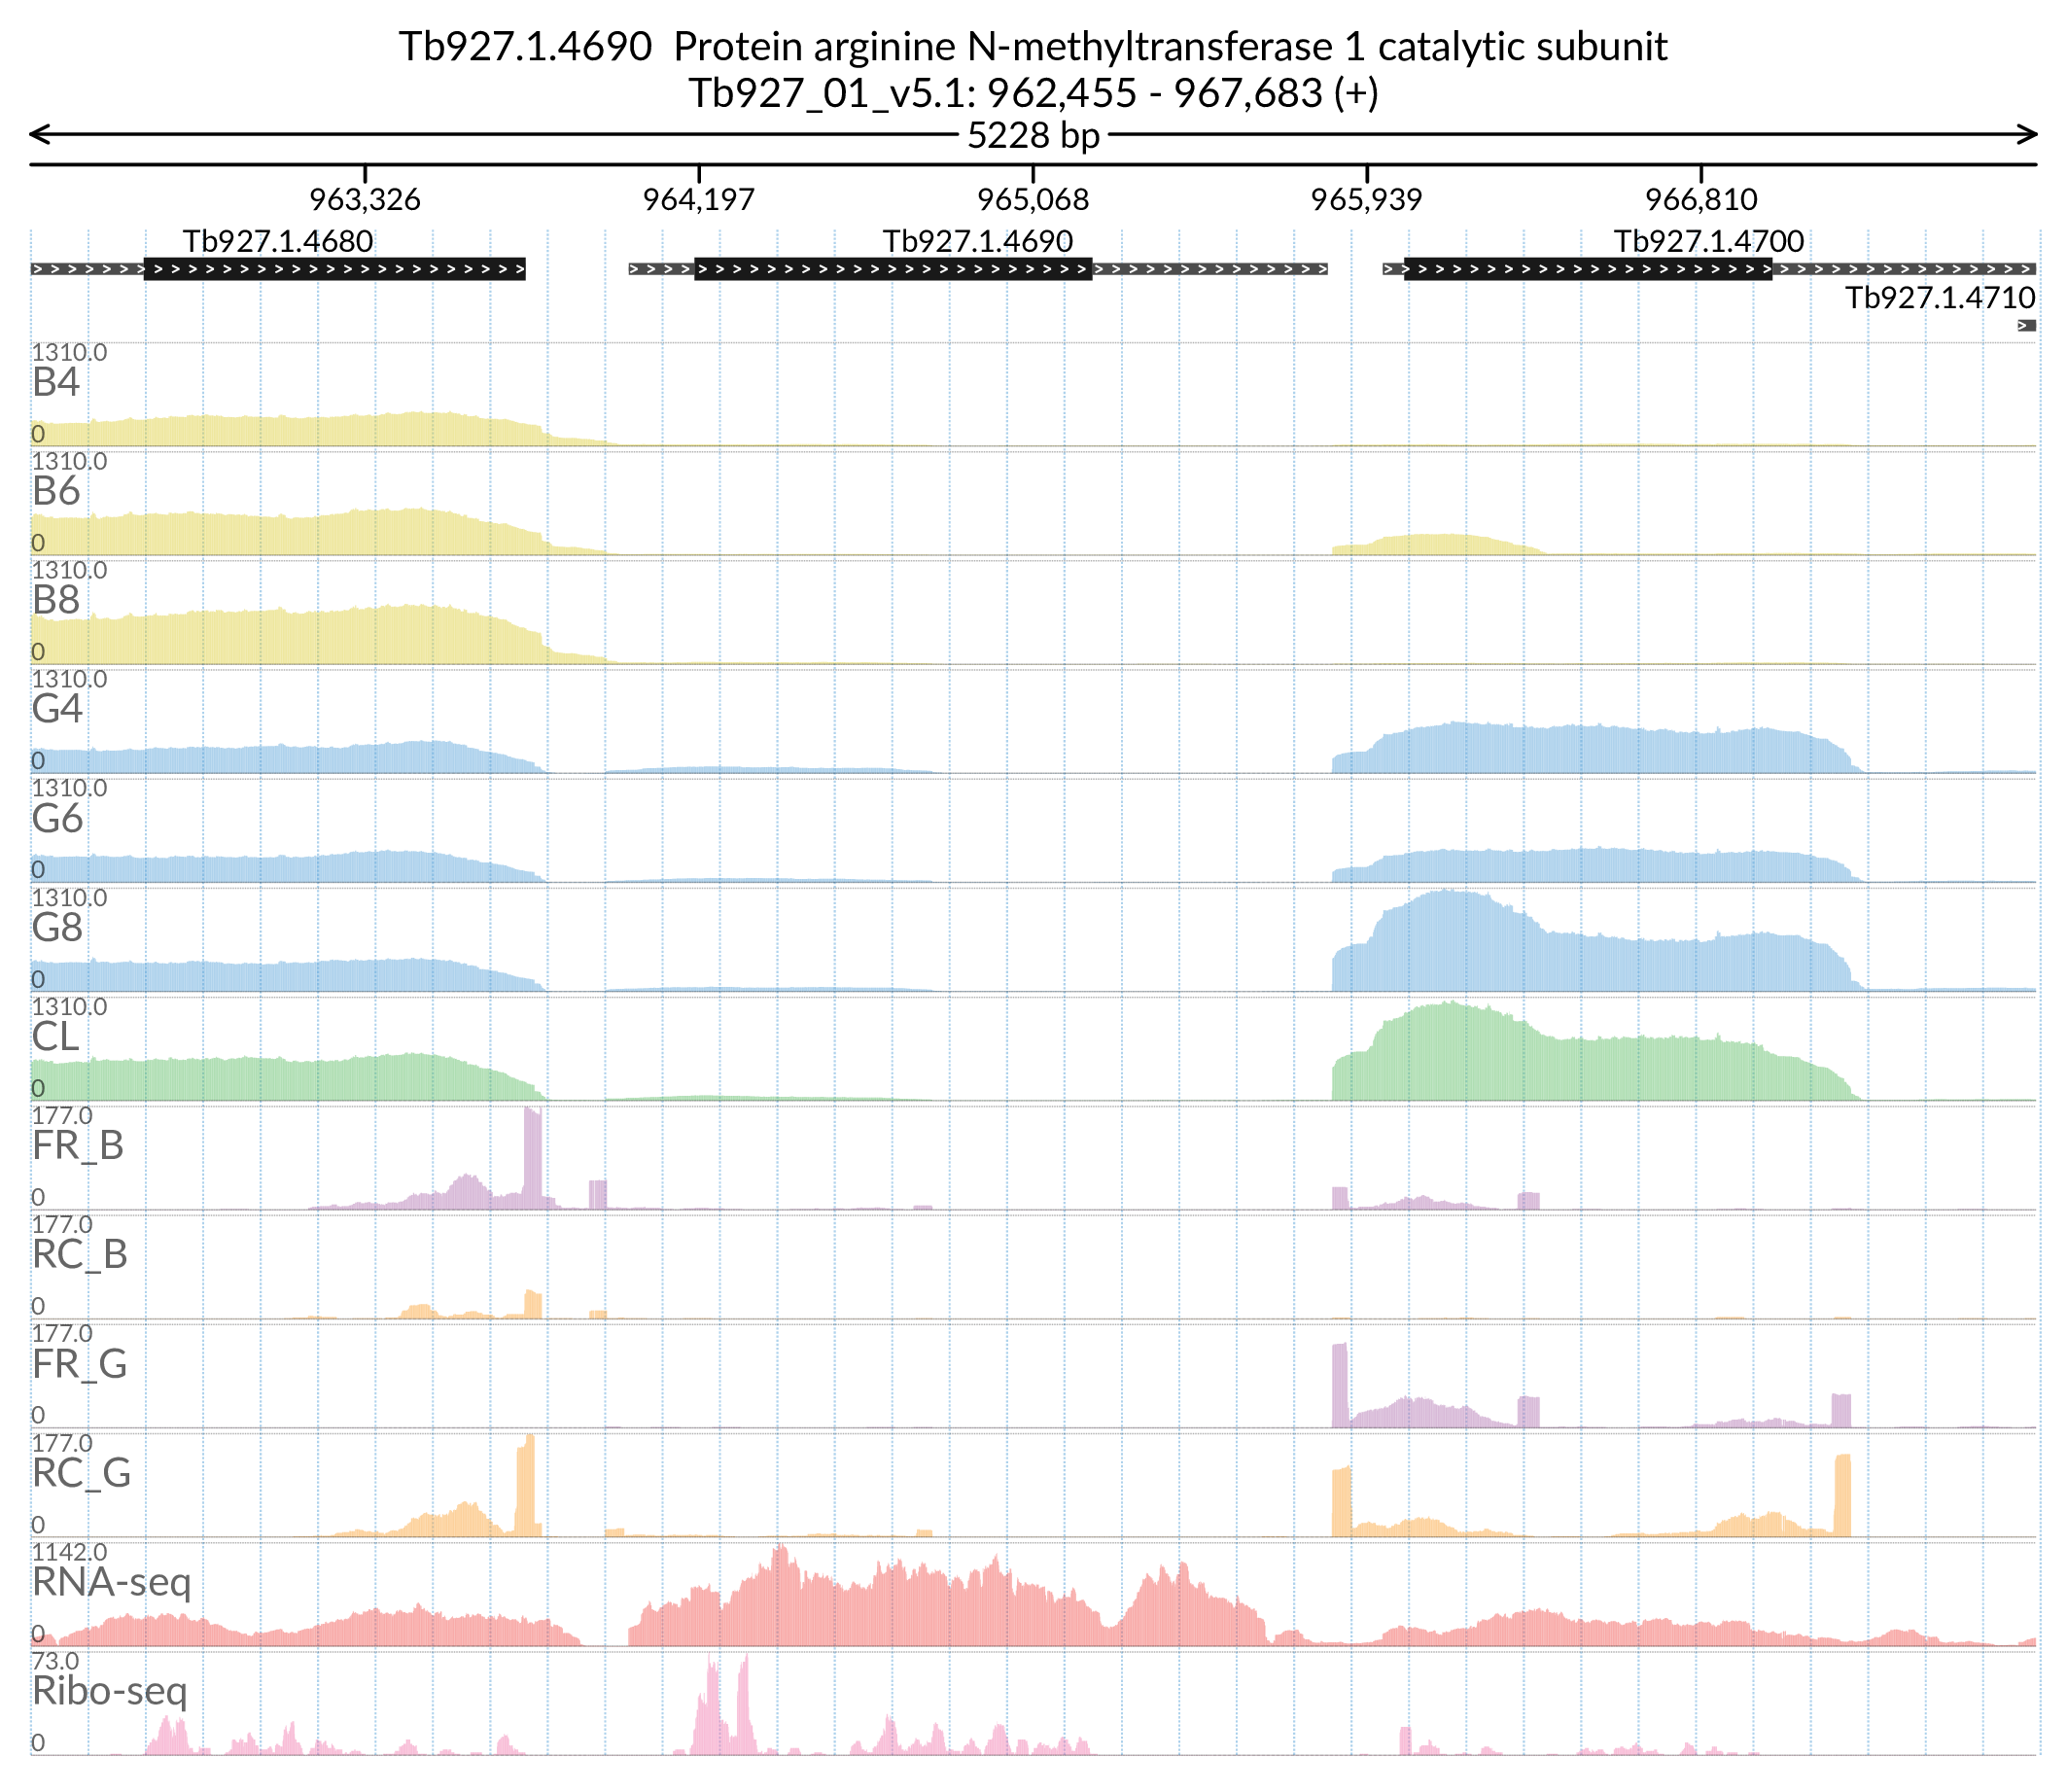 Tb927.1.4690  Protein arginine N-methyltransferase 1 catalytic subunit
Tb927_01_v5.1: 962,455 - 967,683 (+)
5228 bp
963,326 964,197 965,068 965,939 966,810
Tb927.1.4680 Tb927.1.4690 Tb927.1.4700
Tb927.1.4710
1310.0
B4
0
1310.0
B6
0
1310.0
B8
0
1310.0
G4
0
1310.0
G6
0
1310.0
G8
0
1310.0
CL
0
177.0
FR_B
0
177.0
RC_B
0
177.0
FR_G
0
177.0
RC_G
0
1142.0
RNA-seq
0
73.0
Ribo-seq
0